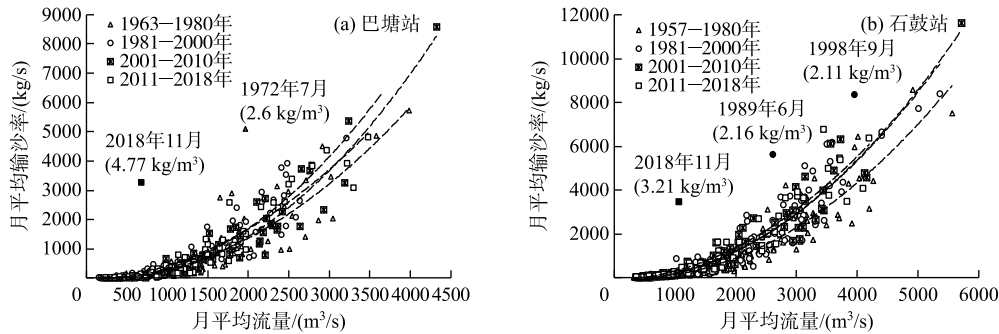 (a) 巴塘站
1963—1980年
1981—2000年
2001—2010年
2011—2018年
1972年7月
(2.6 kg/m³)
2018年11月
(4.77 kg/m³)
月平均输沙率/(kg/s)
9000
8000
7000
6000
5000
4000
3000
2000
1000
0 500 1000 1500 2000 2500 3000 3500 4000 4500
月平均流量/(m³/s)
(b) 石鼓站
1957—1980年
1981—2000年
2001—2010年
2011—2018年
1998年9月
(2.11 kg/m³)
1989年6月
(2.16 kg/m³)
2018年11月
(3.21 kg/m³)
月平均输沙率/(kg/s)
12000
10000
8000
6000
4000
2000
0 1000 2000 3000 4000 5000 6000
月平均流量/(m³/s)